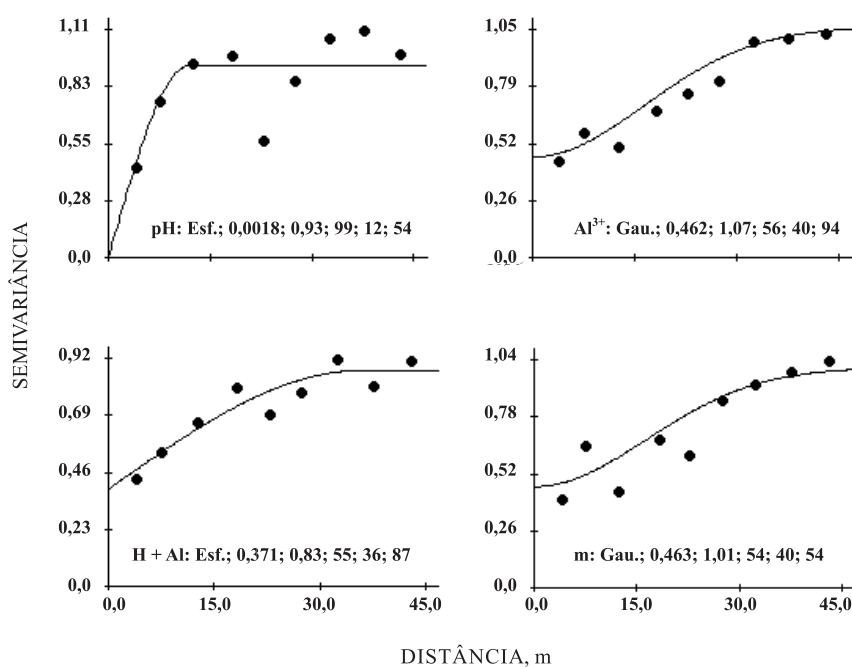 SEMIVARIÂNCIA
1,11
0,83
0,55
0,28
0,0
pH: Esf.; 0,0018; 0,93; 99; 12; 54
1,05
0,79
0,52
0,28
0,0
Al³⁺: Gau.; 0,462; 1,07; 56; 40; 94
0,92
0,69
0,46
0,23
0,0
H + Al: Esf.; 0,371; 0,83; 55; 36; 87
0,0 15,0 30,0 45,0
1,04
0,78
0,52
0,26
0,0
m: Gau.; 0,463; 1,01; 54; 40; 54
0,0 15,0 30,0 45,0
DISTÂNCIA, m